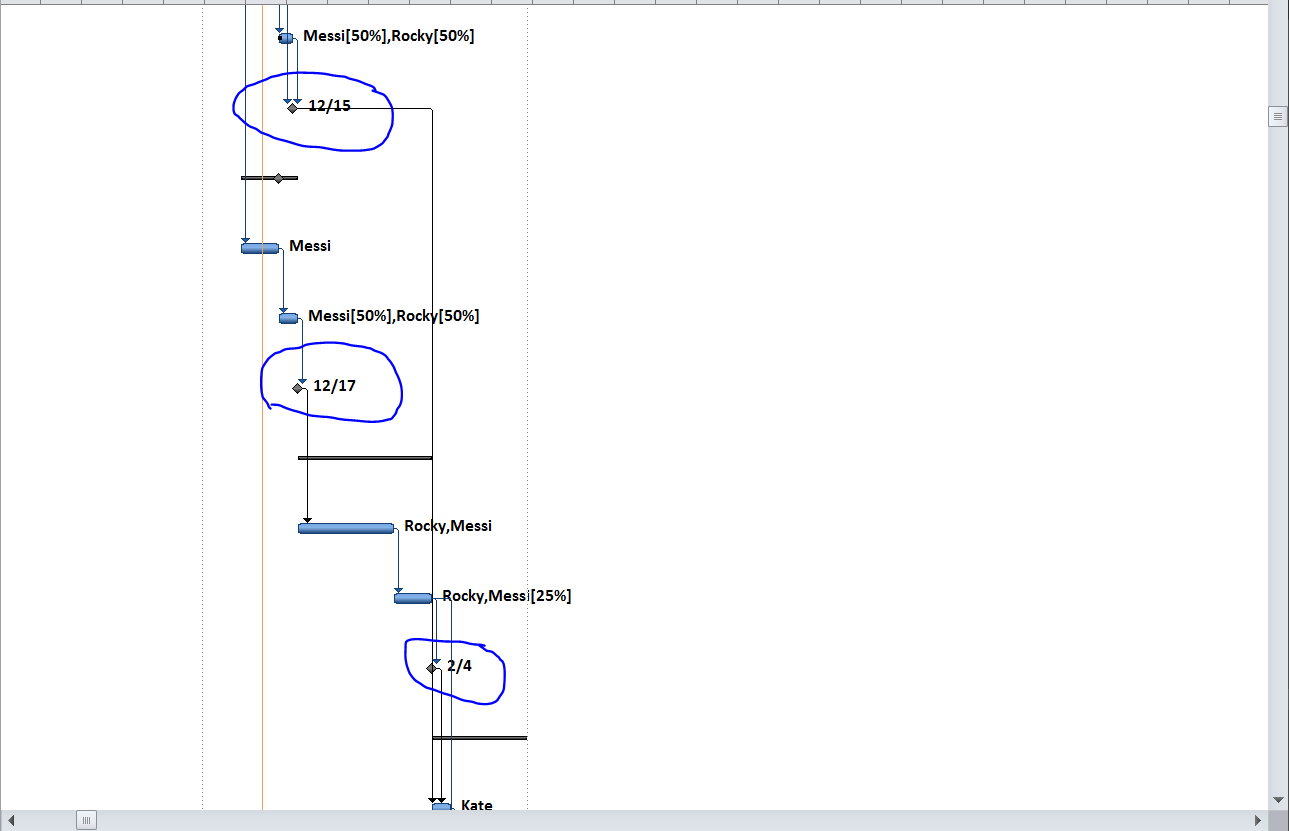 Messi[50%],Rocky[50%]
12/15
Messi
Messi[50%],Rocky[50%]
12/17
Rocky,Messi
Rocky,Messi[25%]
2/4
Kate